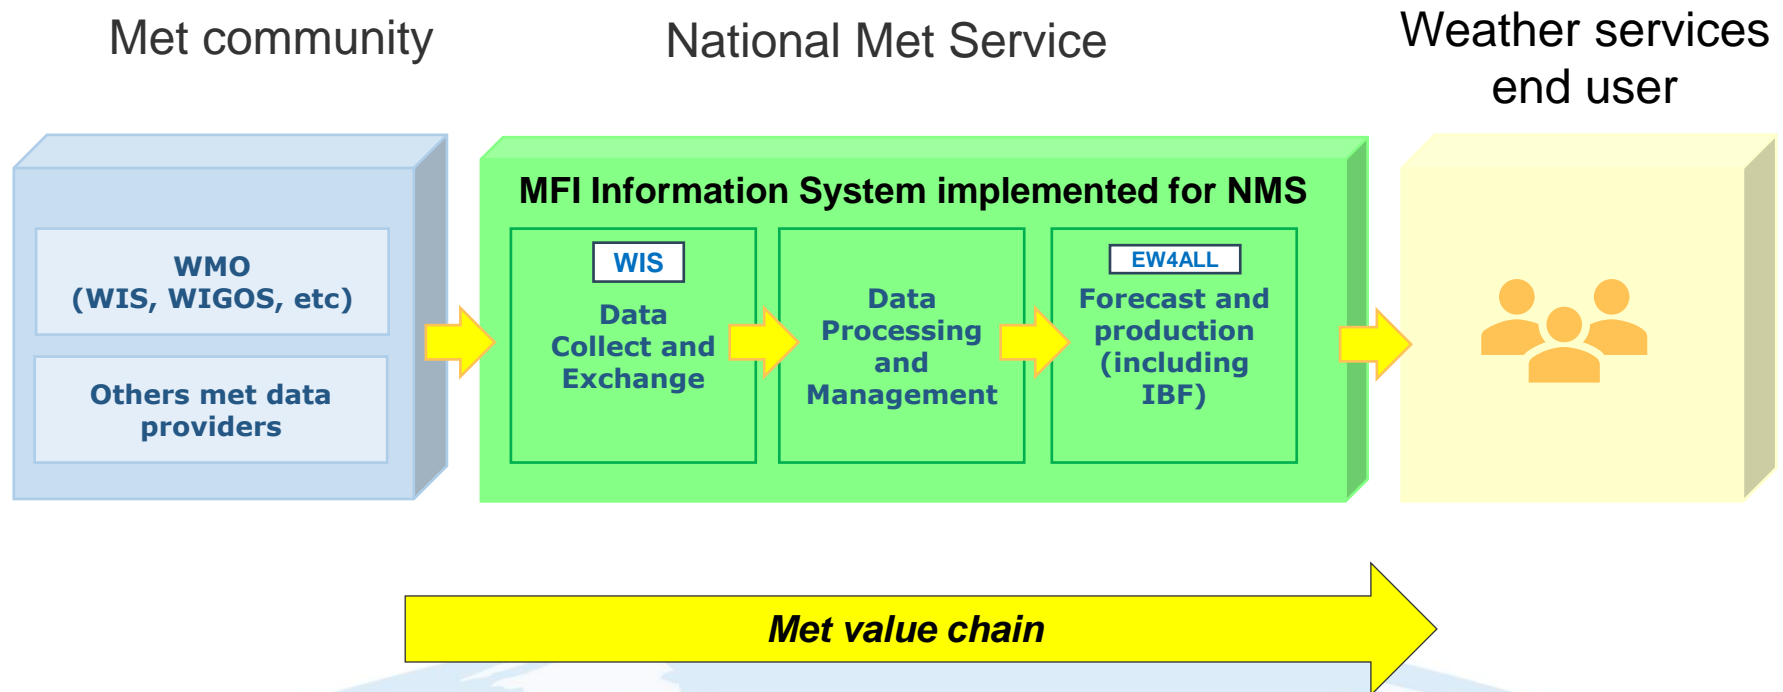 Met community
National Met Service
Weather services
end user
MFI Information System implemented for NMS
WMO
(WIS, WIGOS, etc)
Others met data
providers
WIS
Data
Collect and
Exchange
Data
Processing
and
Management
EW4ALL
Forecast and
production
(including
IBF)
Met value chain